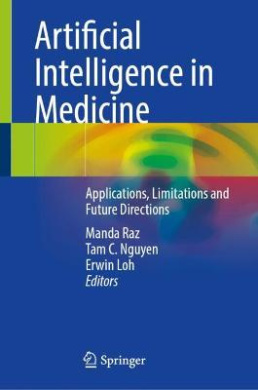 Artificial
Intelligence in
Medicine
Applications, Limitations and
Future Directions
Manda Raz
Tam C. Nguyen
Erwin Loh
Editors
Springer